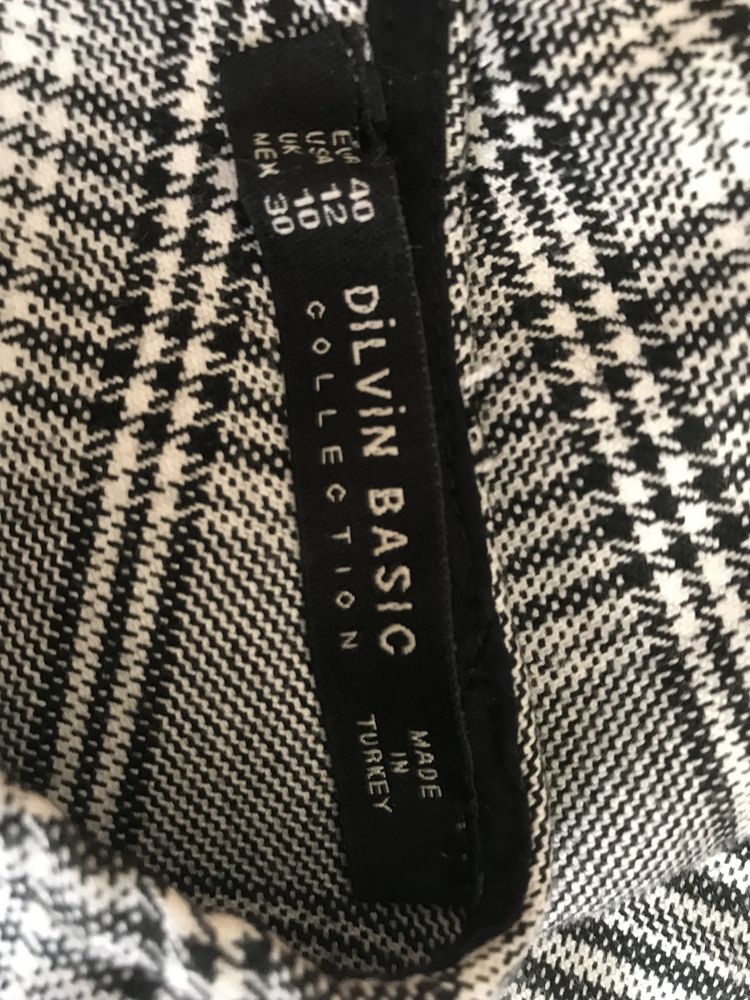 EUR 40
USA 12
UK 10
MEX 30
DiLViN BASIC
COLLECTION
MADE
IN
TURKEY